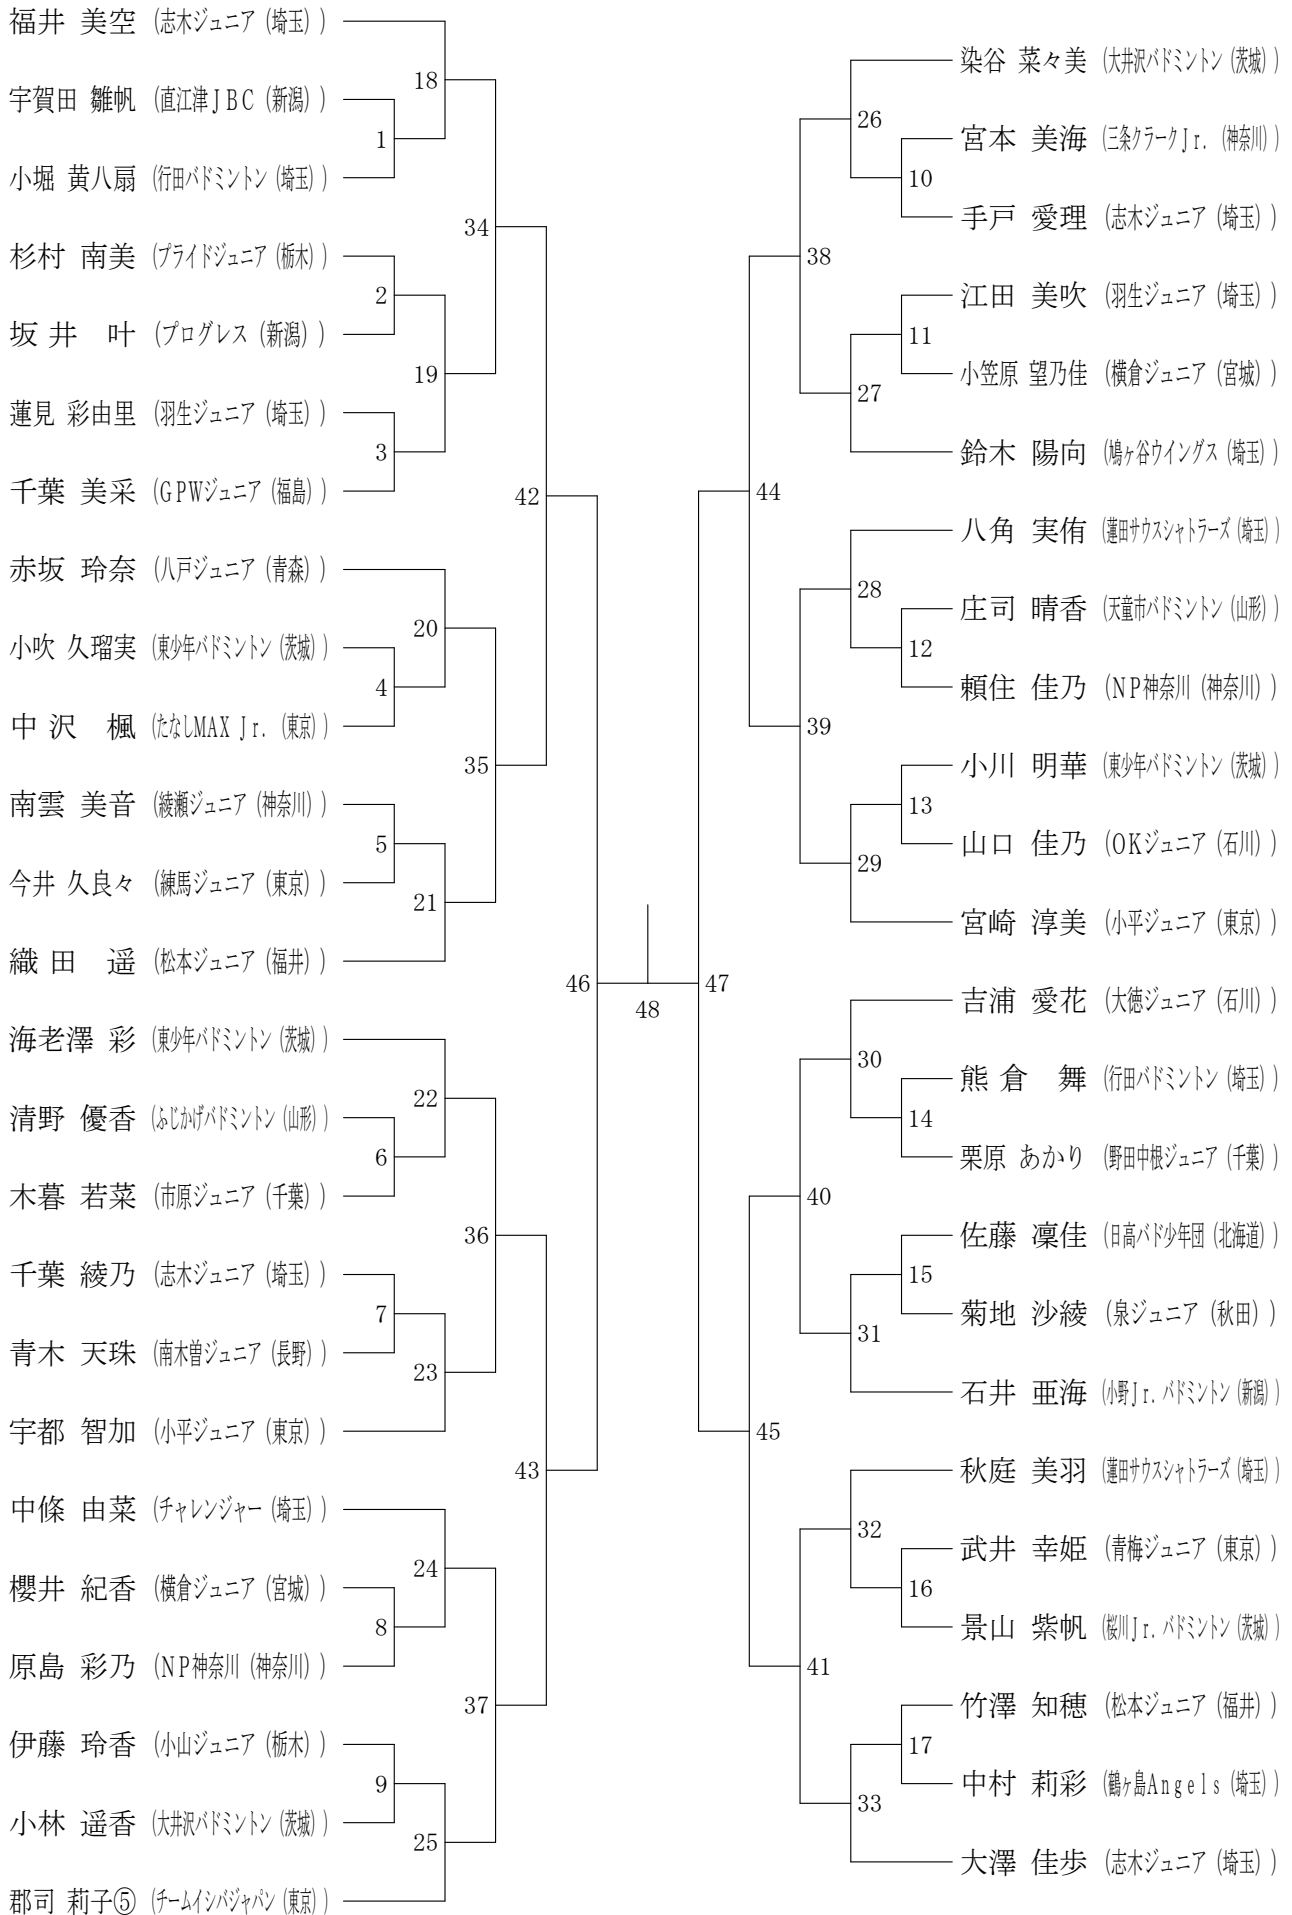 福井 美空 (志木ジュニア (埼玉) )
宇賀田 雛帆 (直江津JBC (新潟) )
小堀 黄八扇 (行田バドミントン (埼玉) )
杉村 南美 (プライドジュニア (栃木) )
坂井 叶 (プログレス (新潟) )
蓮見 彩由里 (羽生ジュニア (埼玉) )
千葉 美采 (GPWジュニア (福島) )
赤坂 玲奈 (八戸ジュニア (青森) )
小吹 久瑠実 (東少年バドミントン (茨城) )
中沢 楓 (たなしMAX Jr. (東京) )
南雲 美音 (綾瀬ジュニア (神奈川) )
今井 久良々 (練馬ジュニア (東京) )
織田 遥 (松本ジュニア (福井) )
海老澤 彩 (東少年バドミントン (茨城) )
清野 優香 (ふじかげバドミントン (山形) )
木暮 若菜 (市原ジュニア (千葉) )
千葉 綾乃 (志木ジュニア (埼玉) )
青木 天珠 (南木曽ジュニア (長野) )
宇都 智加 (小平ジュニア (東京) )
中條 由菜 (チャレンジャー (埼玉) )
櫻井 紀香 (横倉ジュニア (宮城) )
原島 彩乃 (NP神奈川 (神奈川) )
伊藤 玲香 (小山ジュニア (栃木) )
小林 遥香 (大井沢バドミントン (茨城) )
郡司 莉子⑤ (チームイシバジャパン (東京) )
1
2
3
4
5
6
7
8
9
18
19
20
21
22
23
24
25
34
35
36
37
42
43
46
48
47
44
45
38
39
40
41
26
27
28
29
30
31
32
33
10
11
12
13
14
15
16
17
染谷 菜々美 (大井沢バドミントン (茨城) )
宮本 美海 (三条クラークJr. (神奈川) )
手戸 愛理 (志木ジュニア (埼玉) )
江田 美吹 (羽生ジュニア (埼玉) )
小笠原 望乃佳 (横倉ジュニア (宮城) )
鈴木 陽向 (鳩ヶ谷ウイングス (埼玉) )
八角 実侑 (蓮田サウスシャトラーズ (埼玉) )
庄司 晴香 (天童市バドミントン (山形) )
頼住 佳乃 (NP神奈川 (神奈川) )
小川 明華 (東少年バドミントン (茨城) )
山口 佳乃 (OKジュニア (石川) )
宮崎 淳美 (小平ジュニア (東京) )
吉浦 愛花 (大徳ジュニア (石川) )
熊倉 舞 (行田バドミントン (埼玉) )
栗原 あかり (野田中根ジュニア (千葉) )
佐藤 凜佳 (日高バド少年団 (北海道) )
菊地 沙綾 (泉ジュニア (秋田) )
石井 亜海 (小野Jr. バドミントン (新潟) )
秋庭 美羽 (蓮田サウスシャトラーズ (埼玉) )
武井 幸姫 (青梅ジュニア (東京) )
景山 紫帆 (桜川Jr. バドミントン (茨城) )
竹澤 知穂 (松本ジュニア (福井) )
中村 莉彩 (鶴ヶ島Angels (埼玉) )
大澤 佳歩 (志木ジュニア (埼玉) )